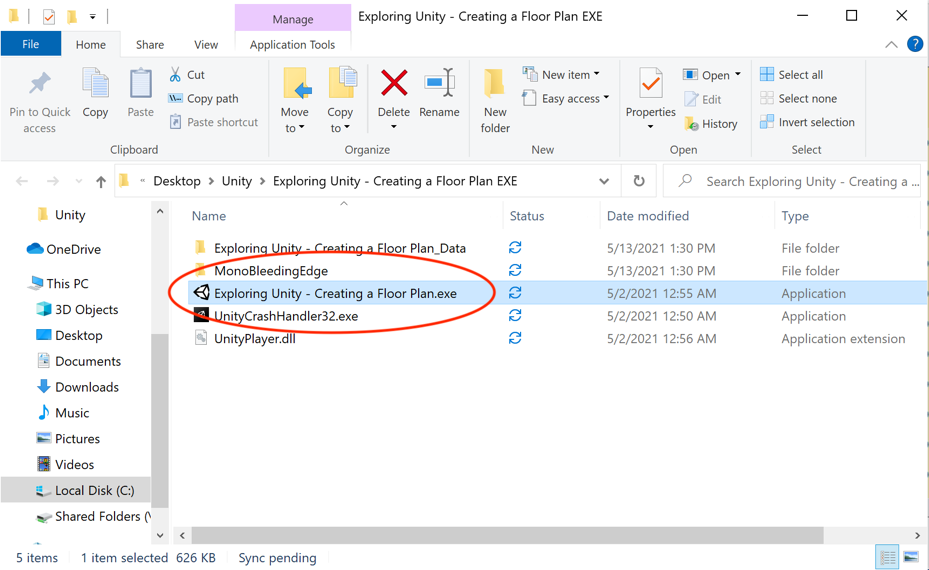 Manage
Exploring Unity - Creating a Floor Plan EXE
File
Home
Share
View
Application Tools
?
Pin to Quick access
Copy
Paste
Cut
Copy path
Paste shortcut
Clipboard
Move to
Copy to
Delete
Rename
Organize
New folder
New item
Easy access
New
Properties
Open
Edit
History
Open
Select all
Select none
Invert selection
Select
« Desktop > Unity > Exploring Unity - Creating a Floor Plan EXE
Search Exploring Unity - Creating a ...
Unity
OneDrive
This PC
3D Objects
Desktop
Documents
Downloads
Music
Pictures
Videos
Local Disk (C:)
Shared Folders (\
Name Status Date modified Type
Exploring Unity - Creating a Floor Plan_Data 5/13/2021 1:30 PM File folder
MonoBleedingEdge 5/13/2021 1:30 PM File folder
Exploring Unity - Creating a Floor Plan.exe 5/2/2021 12:55 AM Application
UnityCrashHandler32.exe 5/2/2021 12:50 AM Application
UnityPlayer.dll 5/2/2021 12:56 AM Application extension
5 items 1 item selected 626 KB Sync pending